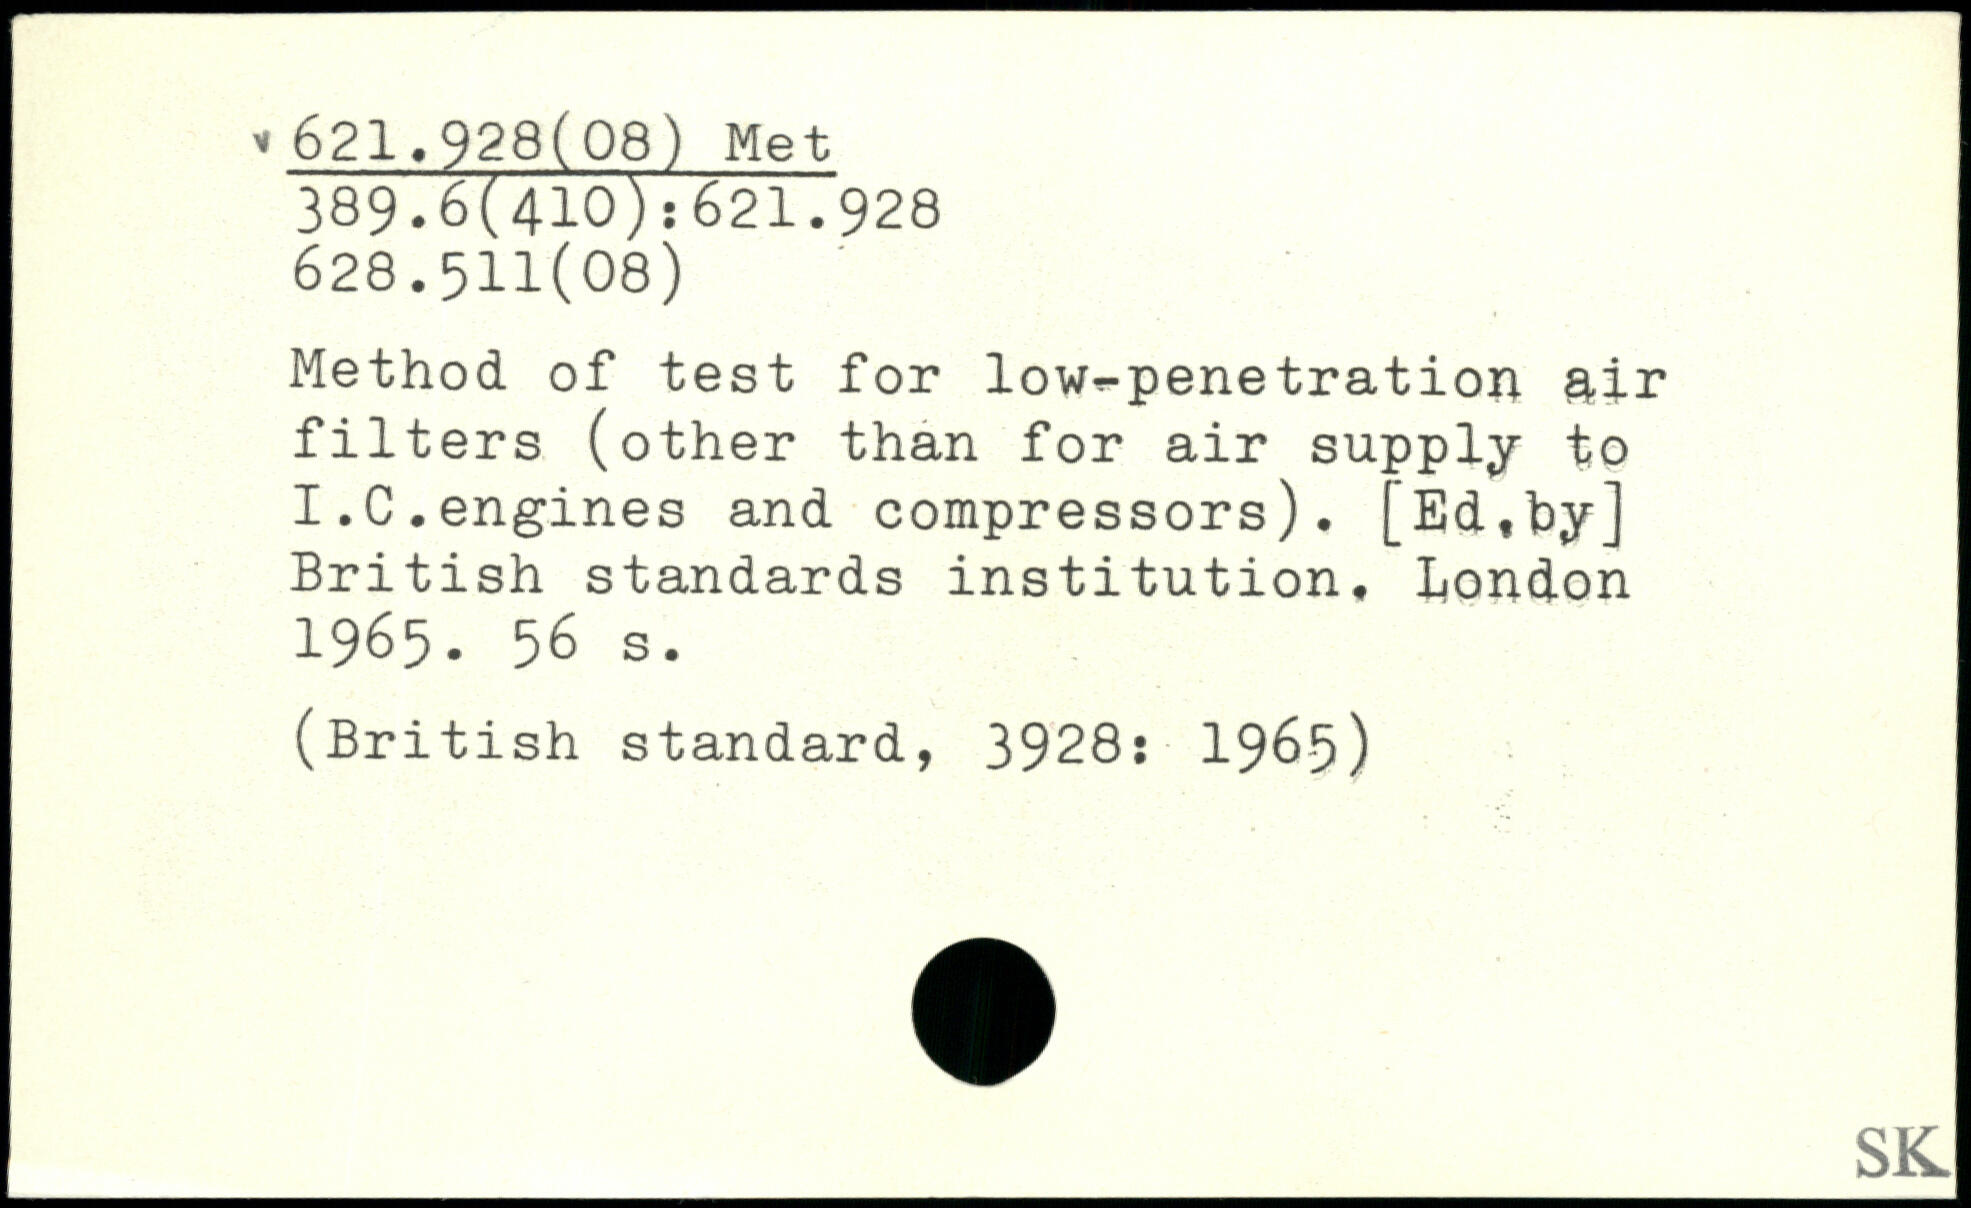 v 621.928(08) Met
389.6(410):621.928
628.511(08)
Method of test for low-penetration air
filters (other than for air supply to
I.C.engines and compressors). [Ed.by]
British standards institution. London
1965. 56 s.
(British standard, 3928: 1965)
SK